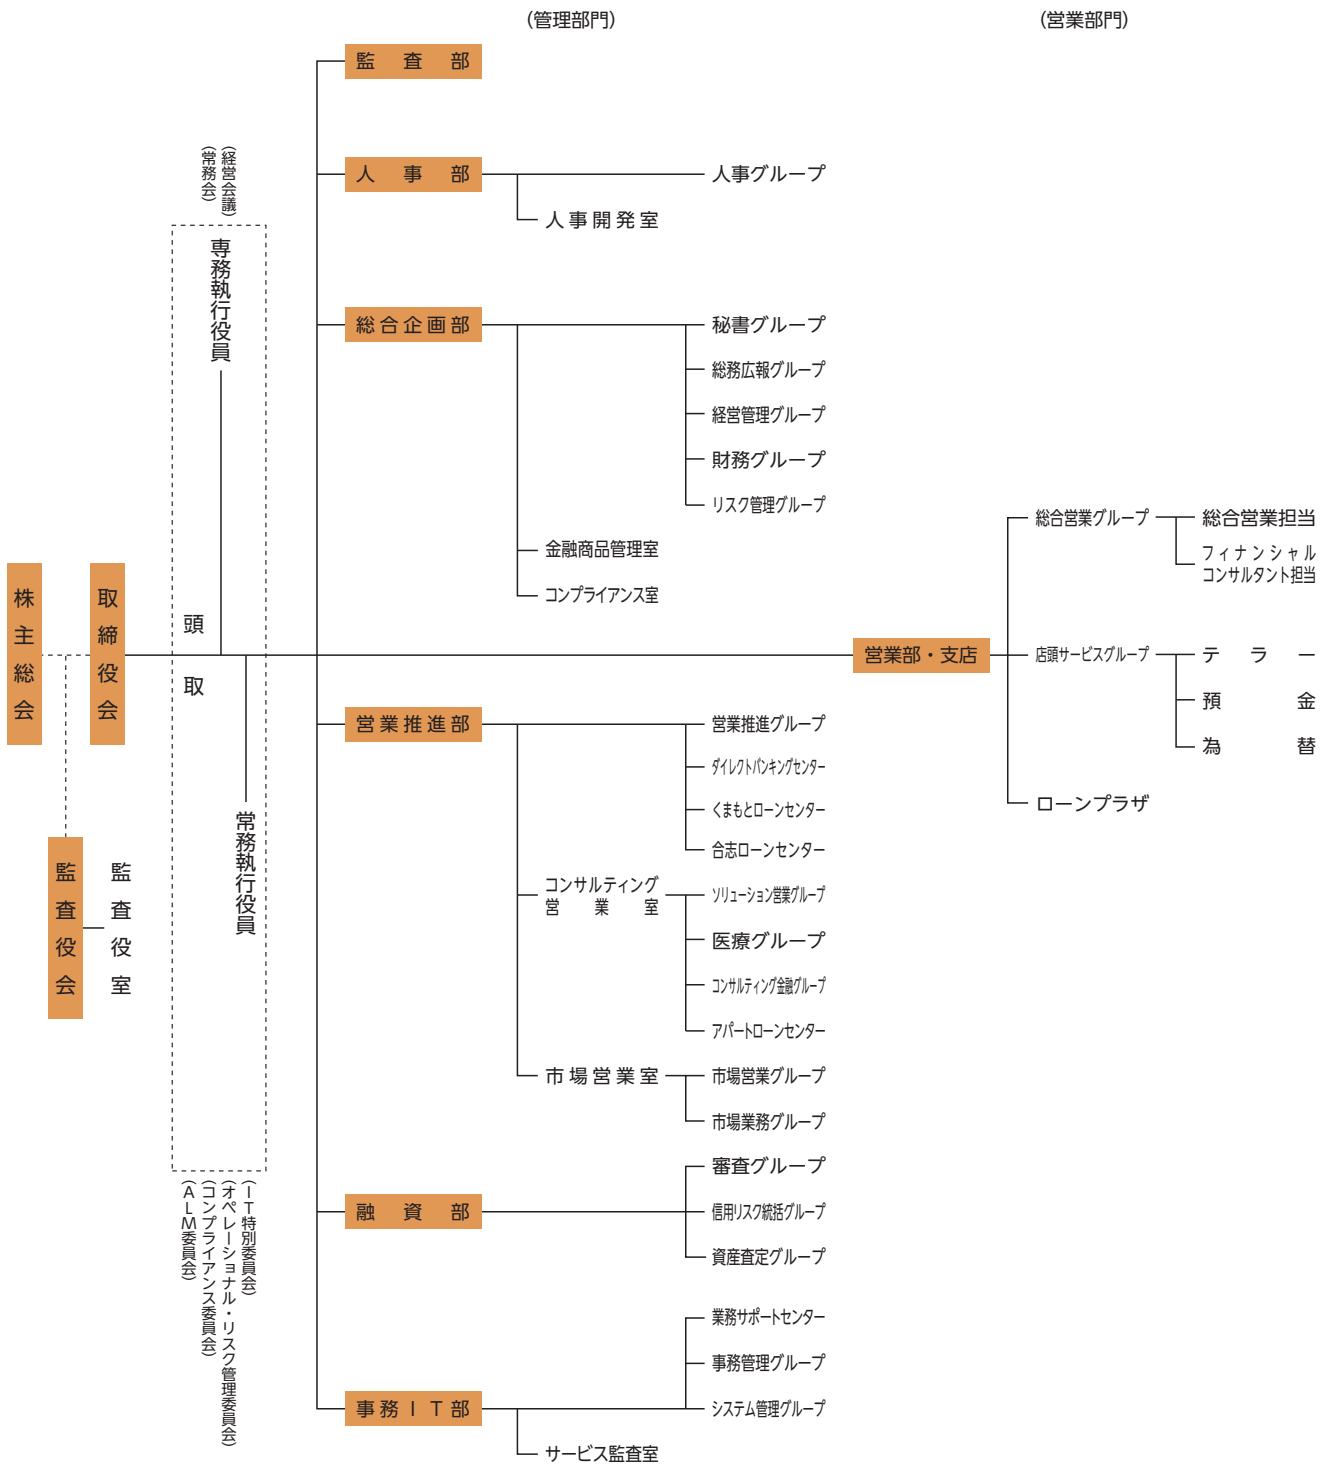 （管理部門）
（営業部門）
監査部
人事部
人事グループ
人事開発室
総合企画部
秘書グループ
総務広報グループ
経営管理グループ
財務グループ
リスク管理グループ
金融商品管理室
コンプライアンス室
（経営会議）
（常務会）
専務執行役員
株主総会
取締役会
頭取
常務執行役員
監査役会
監査役室
（IT特別委員会）
（オペレーショナル・リスク管理委員会）
（コンプライアンス委員会）
（ALM委員会）
営業部・支店
総合営業グループ
総合営業担当
フィナンシャル
コンサルタント担当
店頭サービスグループ
テラー
預金
為替
ローンプラザ
営業推進部
営業推進グループ
ダイレクトバンキングセンター
くまもとローンセンター
合志ローンセンター
コンサルティング
営業室
ソリューション営業グループ
医療グループ
コンサルティング金融グループ
アパートローンセンター
市場営業室
市場営業グループ
市場業務グループ
融資部
審査グループ
信用リスク統括グループ
資産査定グループ
事務IT部
業務サポートセンター
事務管理グループ
システム管理グループ
サービス監査室